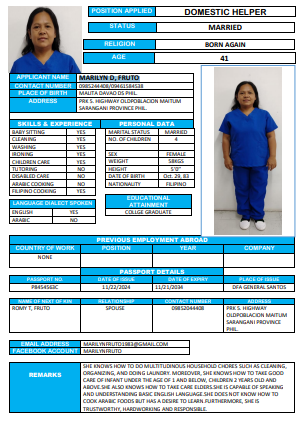 POSITION APPLIED DOMESTIC HELPER
STATUS MARRIED
RELIGION BORN AGAIN
AGE 41
APPLICANT NAME MARILYN D, FRUTO
CONTACT NUMBER 0985244408/09461584538
PLACE OF BIRTH MALITA DAVAO DS PHIL.
ADDRESS PRK 5. HIGHWAY OLDPOBLACION MAITUM
SARANGANI PROVINCE PHIL.
SKILLS & EXPERIENCE PERSONAL DATA
BABY SITTING YES MARITAL STATUS MARRIED
CLEANING YES NO. OF CHILDREN 4
WASHING YES
IRONING YES SEX FEMALE
CHILDREN CARE YES WEIGHT 58KGS
TUTORING NO HEIGHT 5'0"
DISABLED CARE NO DATE OF BIRTH Oct. 29, 83
ARABIC COOKING NO NATIONALITY FILIPINO
FILIPINO COOKING YES
LANGUAGE DIALECT SPOKEN EDUCATIONAL
ATTAINMENT
ENGLISH YES COLLGE GRADUATE
ARABIC NO
PREVIOUS EMPLOYMENT ABROAD
COUNTRY OF WORK POSITION YEAR COMPANY
NONE
PASSPORT DETAILS
PASSPORT NO. DATE OF ISSUE DATE OF EXPIRY PLACE OF ISSUE
P8454563C 11/22/2024 11/21/2034 DFA GENERAL SANTOS
NAME OF NEXT OF KIN RELATIONSHIP CONTACT NUMBER ADDRESS
ROMY T, FRUTO SPOUSE 09852044408 PRK 5. HIGHWAY
OLDPOBLACION MAITUM
SARANGANI PROVINCE
PHIL.
EMAIL ADDRESS MARILYNFRUTO1983@GMAIL.COM
FACEBOOK ACCOUNT MARILYNFRUTO
REMARKS
SHE KNOWS HOW TO DO MULTITUDINOUS HOUSEHOLD CHORES SUCH AS CLEANING,
ORGANIZING, AND DOING LAUNDRY. MOREOVER, SHE KNOWS HOW TO TAKE GOOD
CARE OF INFANT UNDER THE AGE OF 1 AND BELOW, CHILDREN 2 YEARS OLD AND
ABOVE.SHE ALSO KNOWS HOW TO TAKE CARE ELDERS.SHE IS CAPABLE OF SPEAKING
AND UNDERSTANDING BASIC ENGLISH LANGUAGE.SHE DOES NOT KNOW HOW TO
COOK ARABIC FOODS BUT HAS A DESIRE TO LEARN FURTHERMORE, SHE IS
TRUSTWORTHY, HARDWORKING AND RESPONSIBLE.